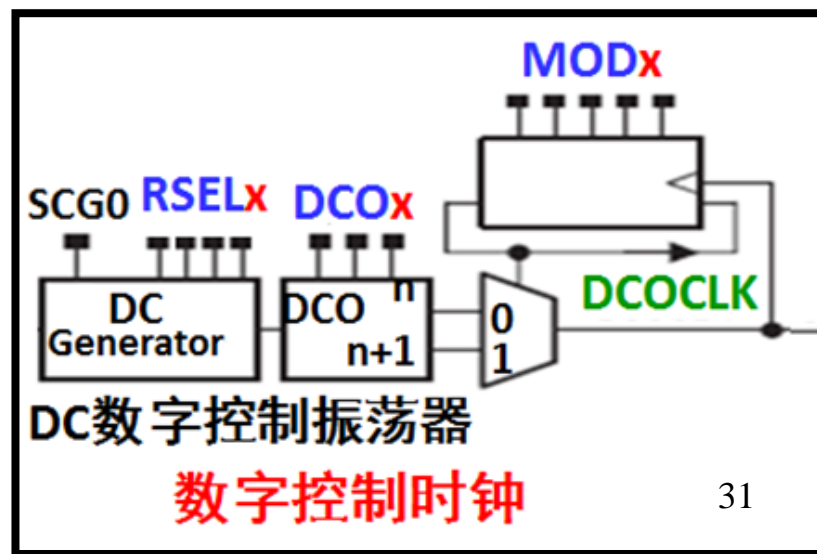 MODx
SCG0 RSELx DCOx
DC
Generator
DCO n
n+1
0
1
DCOCLK
DC数字控制振荡器
数字控制时钟
31